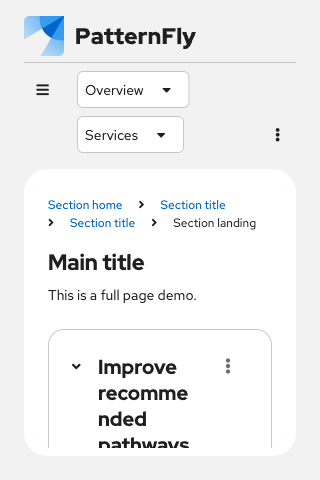 PatternFly
Overview
Services
Section home Section title
Section title Section landing
Main title
This is a full page demo.
Improve
recomme
nded
pathways